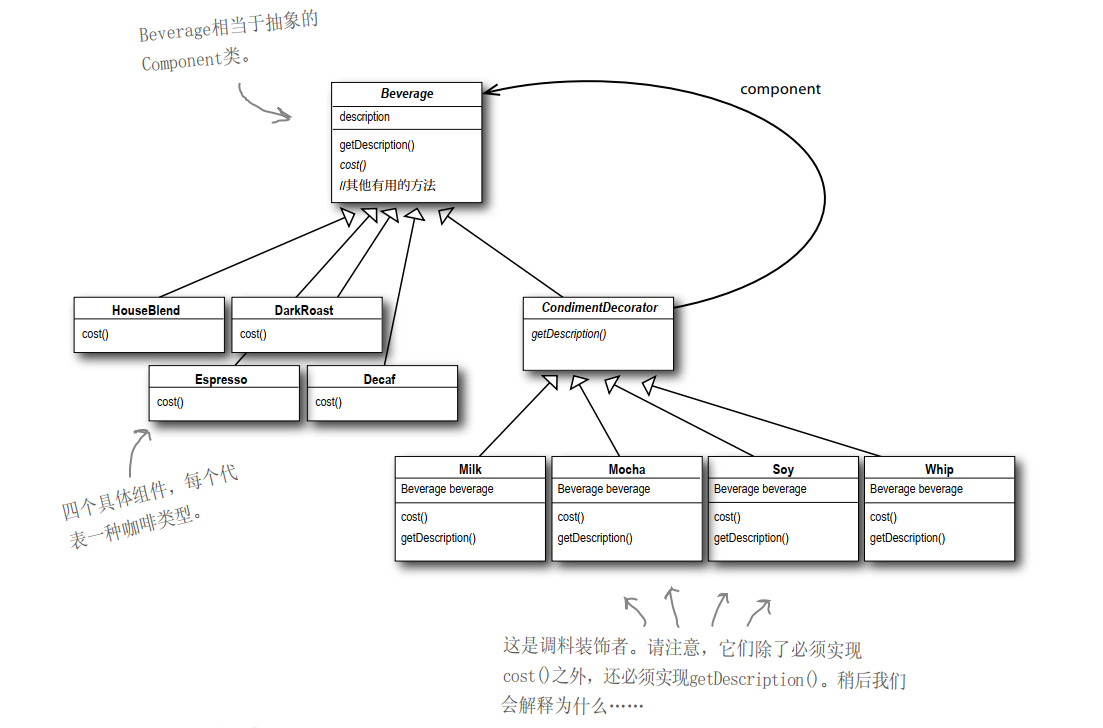 Beverage相当于抽象的
Component类。
component
Beverage
description
getDescription()
cost()
//其他有用的方法
HouseBlend
cost()
DarkRoast
cost()
CondimentDecorator
getDescription()
Espresso
cost()
Decaf
cost()
四个具体组件，每个代
表一种咖啡类型。
Milk
Beverage beverage
cost()
getDescription()
Mocha
Beverage beverage
cost()
getDescription()
Soy
Beverage beverage
cost()
getDescription()
Whip
Beverage beverage
cost()
getDescription()
这是调料装饰者。请注意，它们除了必须实现
cost()之外，还必须实现getDescription()。稍后我们
会解释为什么……